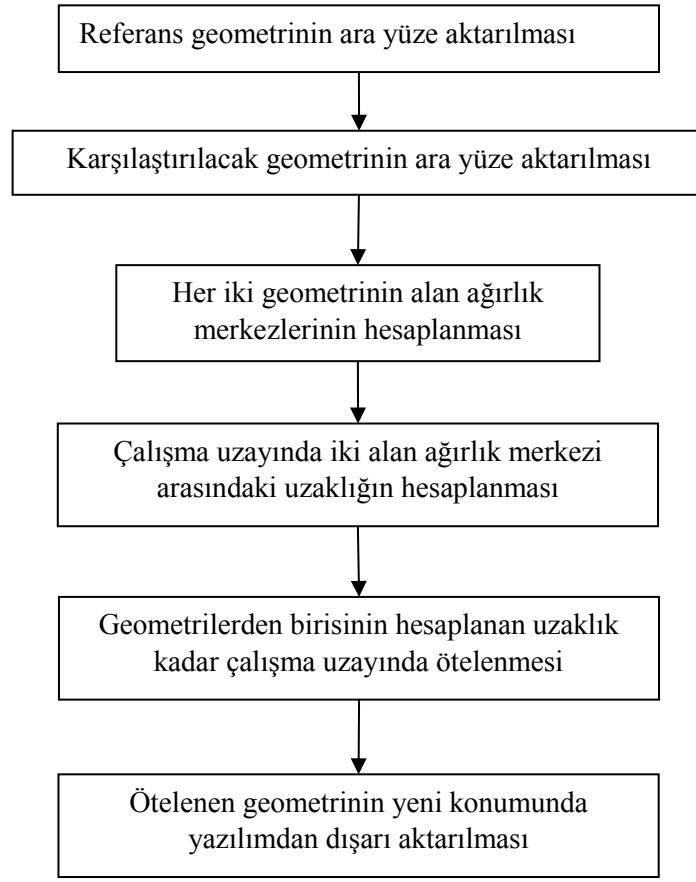 Referans geometrinin ara yüze aktarılması
Karşılaştırılacak geometrinin ara yüze aktarılması
Her iki geometrinin alan ağırlık
merkezlerinin hesaplanması
Çalışma uzayında iki alan ağırlık merkezi
arasındaki uzaklığın hesaplanması
Geometrilerden birisinin hesaplanan uzaklık
kadar çalışma uzayında ötelenmesi
Ötelenen geometrinin yeni konumunda
yazılımdan dışarı aktarılması